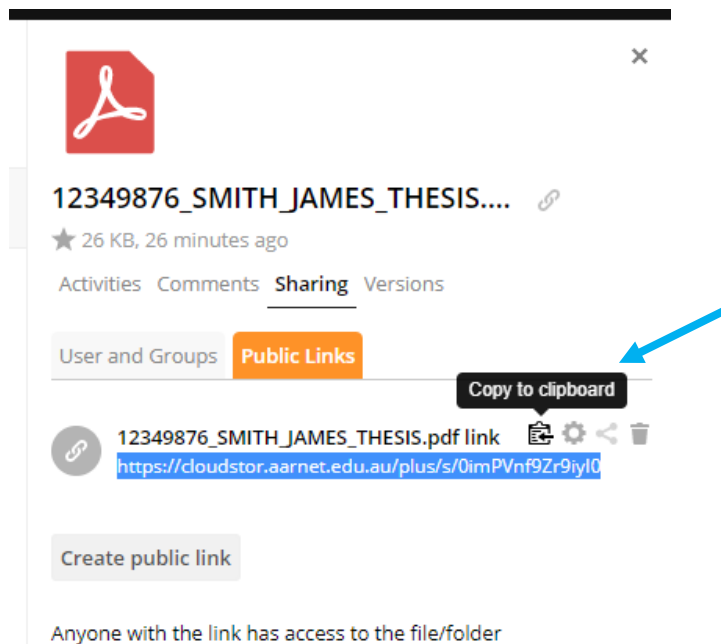 12349876_SMITH_JAMES_THESIS....
26 KB, 26 minutes ago
Activities Comments Sharing Versions
User and Groups Public Links
Copy to clipboard
12349876_SMITH_JAMES_THESIS.pdf link
https://cloudstor.aarnet.edu.au/plus/s/0imPVnf9Zr9iyI0
Create public link
Anyone with the link has access to the file/folder